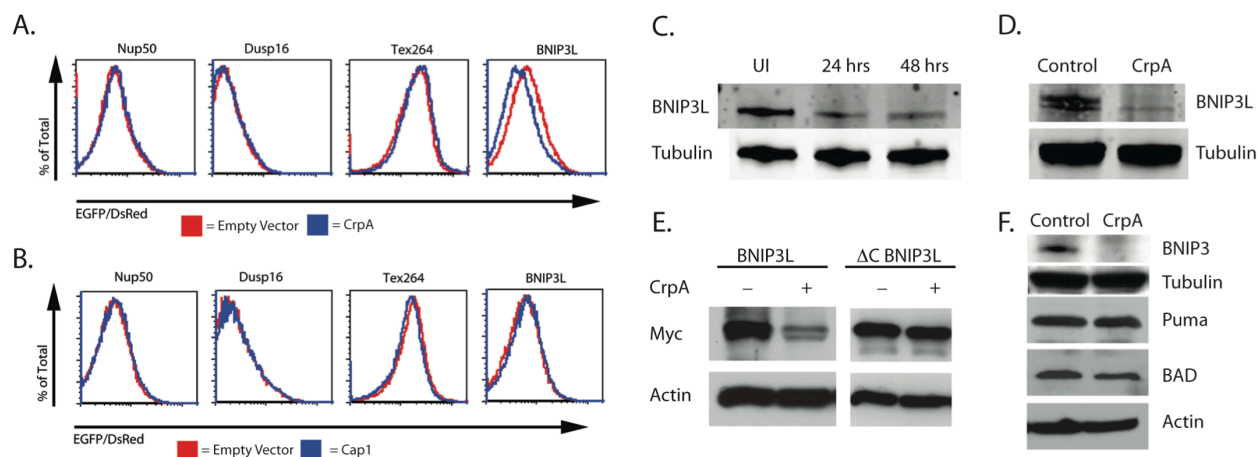 A.
Nup50 Dusp16 Tex264 BNIP3L
% of Total
EGFP/DsRed
= Empty Vector = CrpA
B.
Nup50 Dusp16 Tex264 BNIP3L
% of Total
EGFP/DsRed
= Empty Vector = Cap1
C.
UI 24 hrs 48 hrs
BNIP3L
Tubulin
D.
Control CrpA
BNIP3L
Tubulin
E.
BNIP3L ΔC BNIP3L
CrpA – + – +
Myc
Actin
F.
Control CrpA
BNIP3
Tubulin
Puma
BAD
Actin